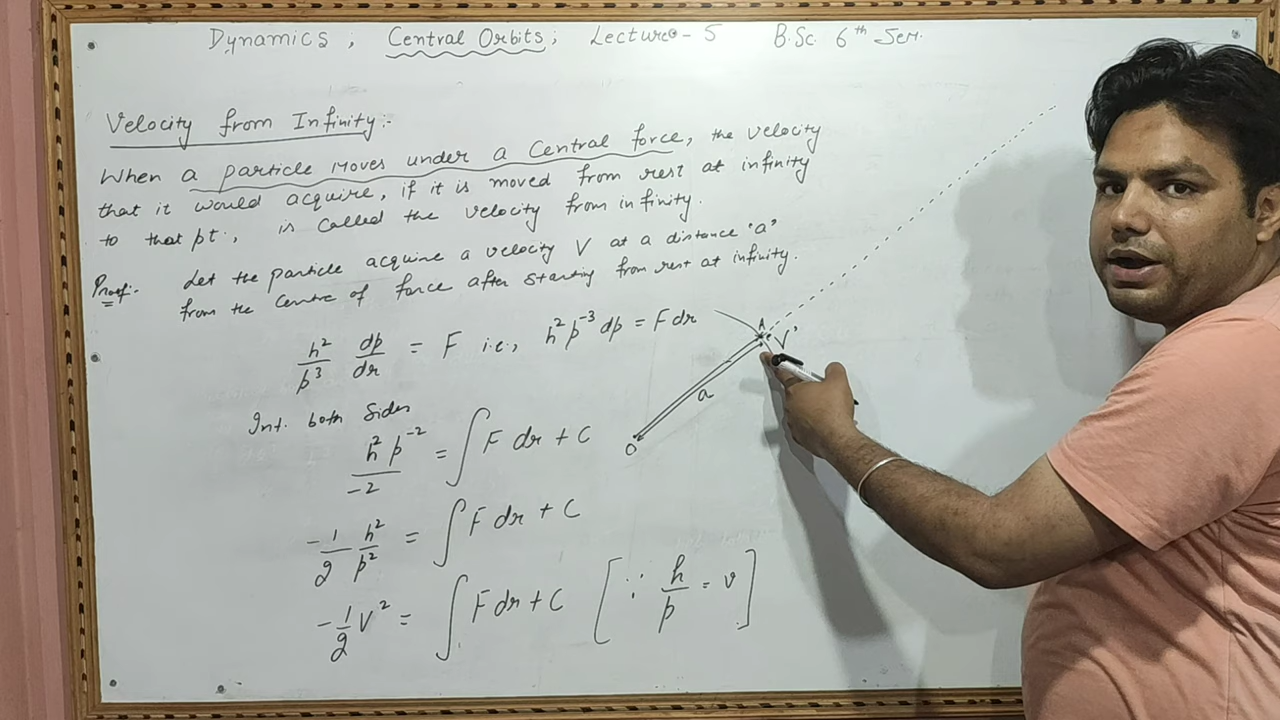 Dynamics ; Central Orbits ; Lecture - 5 B.Sc. 6th Sem.
Velocity from Infinity :-
When a particle moves under a Central force, the velocity
that it would acquire, if it is moved from rest at infinity
to that pt., is called the velocity from infinity.
Proof:- Let the particle acquire a velocity V at a distance 'a'
from the Centre of force after starting from rest at infinity.
h²/p³ dp/dr = F i.e., h² p⁻³ dp = F dr
Int. both sides
h² p⁻²/-2 = ∫ F dr + C
-1/2 h²/p² = ∫ F dr + C
-1/2 V² = ∫ F dr + C [∵ h/p = v]
A
V'
a
O